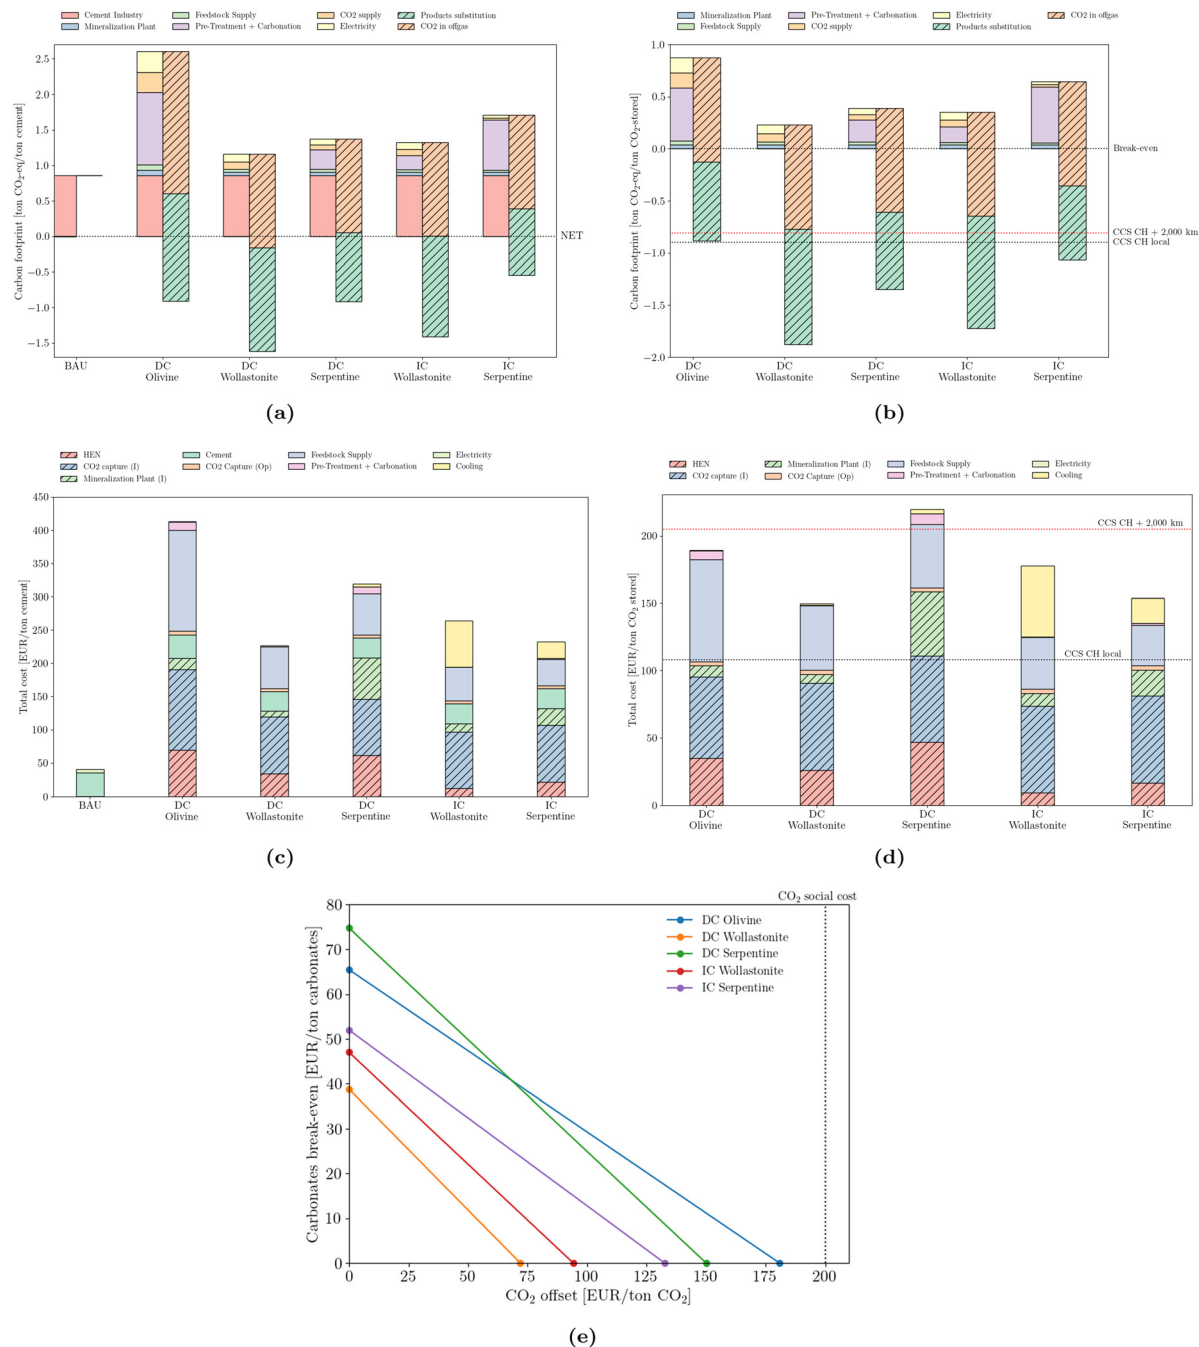 Cement Industry
Mineralization Plant
Feedstock Supply
Pre-Treatment + Carbonation
CO2 supply
Electricity
Products substitution
CO2 in offgas
Carbon footprint [ton CO₂-eq/ton cement]
2.5
2.0
1.5
1.0
0.5
0.0
−0.5
−1.0
−1.5
NET
BAU
DC
Olivine
DC
Wollastonite
DC
Serpentine
IC
Wollastonite
IC
Serpentine
(a)
Mineralization Plant
Feedstock Supply
Pre-Treatment + Carbonation
CO2 supply
Electricity
Products substitution
CO2 in offgas
Carbon footprint [ton CO₂-eq/ton CO₂-stored]
1.0
0.5
0.0
−0.5
−1.0
−1.5
−2.0
Break-even
CCS CH + 2,000 km
CCS CH local
DC
Olivine
DC
Wollastonite
DC
Serpentine
IC
Wollastonite
IC
Serpentine
(b)
HEN
CO2 capture (I)
Mineralization Plant (I)
Cement
CO2 Capture (Op)
Feedstock Supply
Pre-Treatment + Carbonation
Electricity
Cooling
Total cost [EUR/ton cement]
450
400
350
300
250
200
150
100
50
0
BAU
DC
Olivine
DC
Wollastonite
DC
Serpentine
IC
Wollastonite
IC
Serpentine
(c)
HEN
CO2 capture (I)
Mineralization Plant (I)
CO2 Capture (Op)
Feedstock Supply
Pre-Treatment + Carbonation
Electricity
Cooling
Total cost [EUR/ton CO₂ stored]
200
150
100
50
0
CCS CH + 2,000 km
CCS CH local
DC
Olivine
DC
Wollastonite
DC
Serpentine
IC
Wollastonite
IC
Serpentine
(d)
CO₂ social cost
Carbonates break-even [EUR/ton carbonates]
80
70
60
50
40
30
20
10
0
DC Olivine
DC Wollastonite
DC Serpentine
IC Wollastonite
IC Serpentine
0 25 50 75 100 125 150 175 200
CO₂ offset [EUR/ton CO₂]
(e)